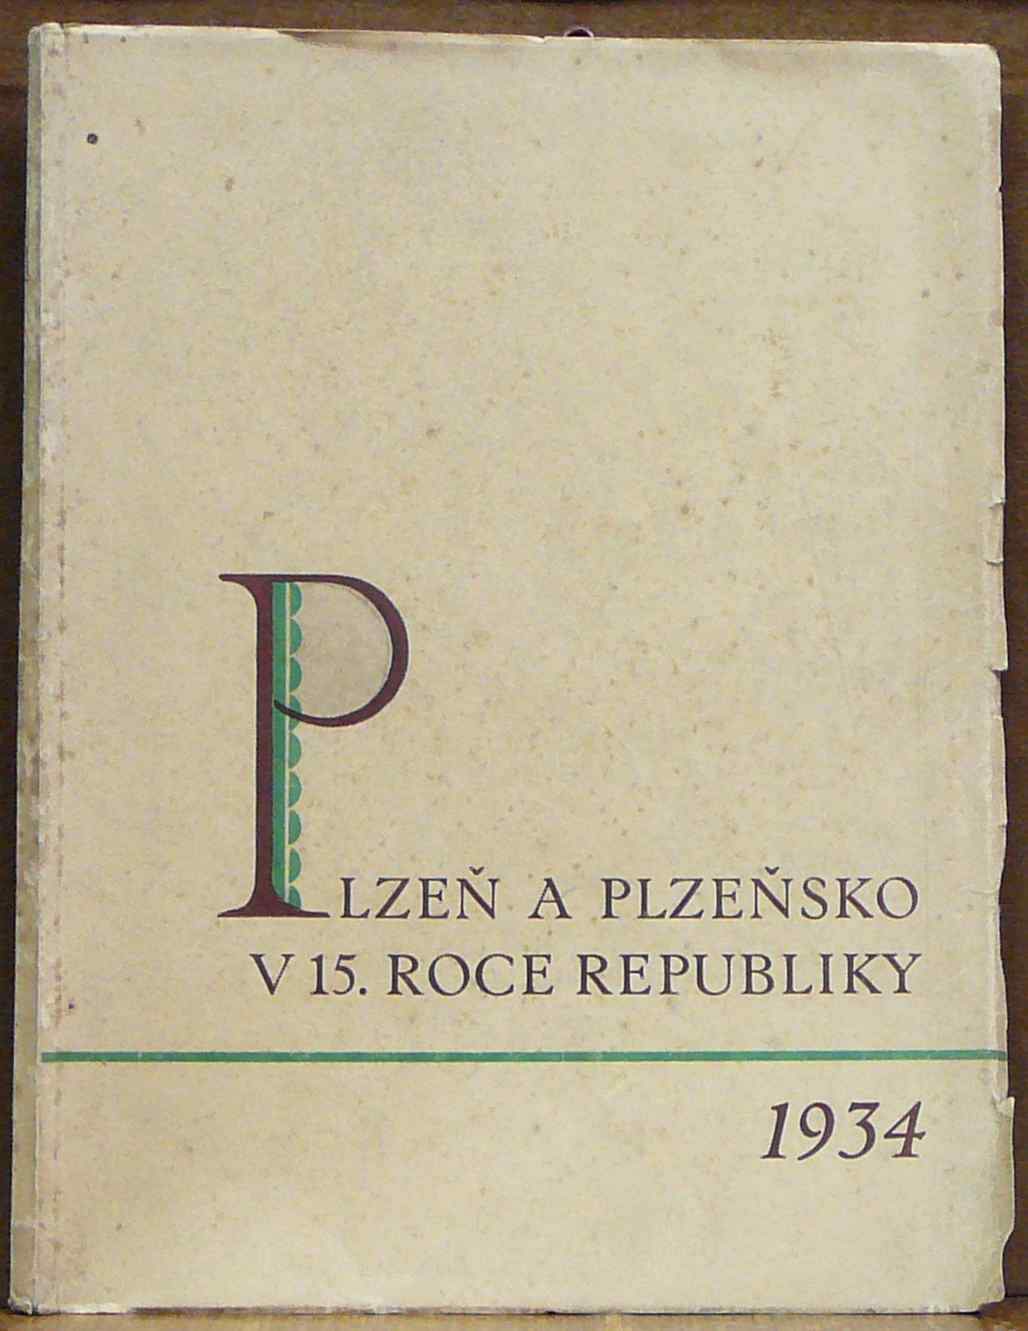 PLZEŇ A PLZEŇSKO
V 15. ROCE REPUBLIKY
1934